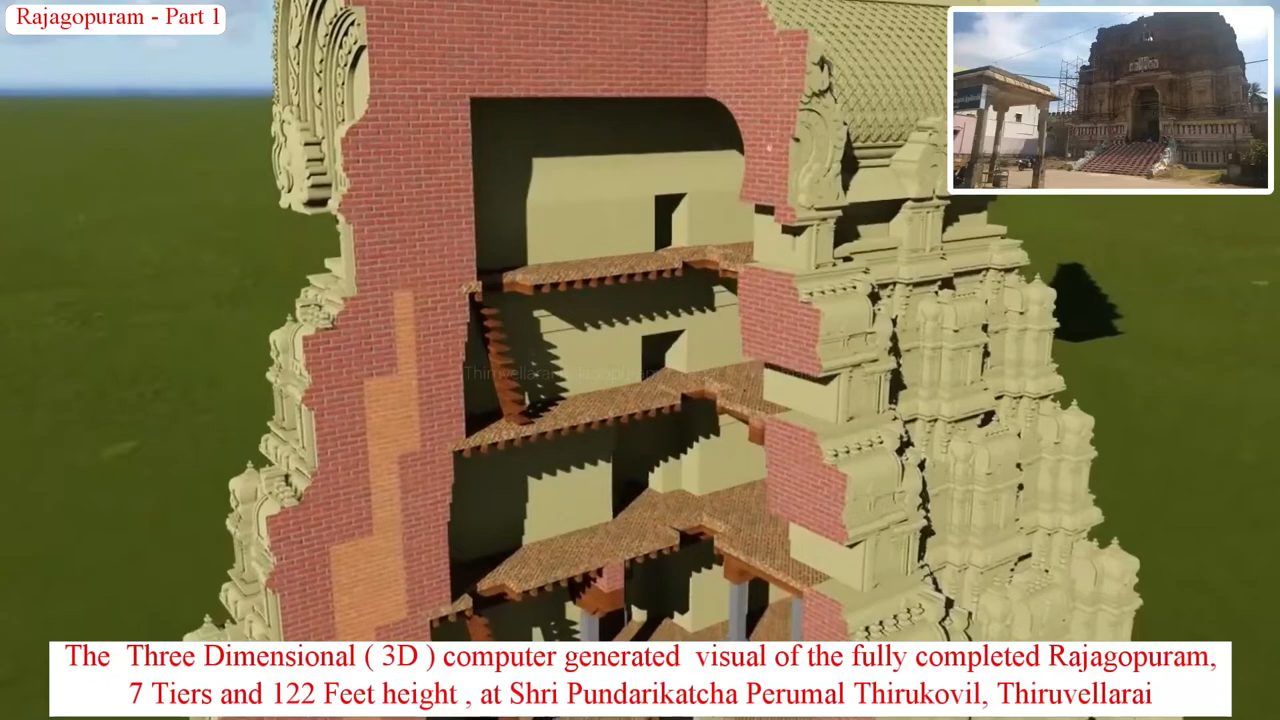 Rajagopuram - Part 1
The Three Dimensional ( 3D ) computer generated visual of the fully completed Rajagopuram,
7 Tiers and 122 Feet height , at Shri Pundarikatcha Perumal Thirukovil, Thiruvellarai